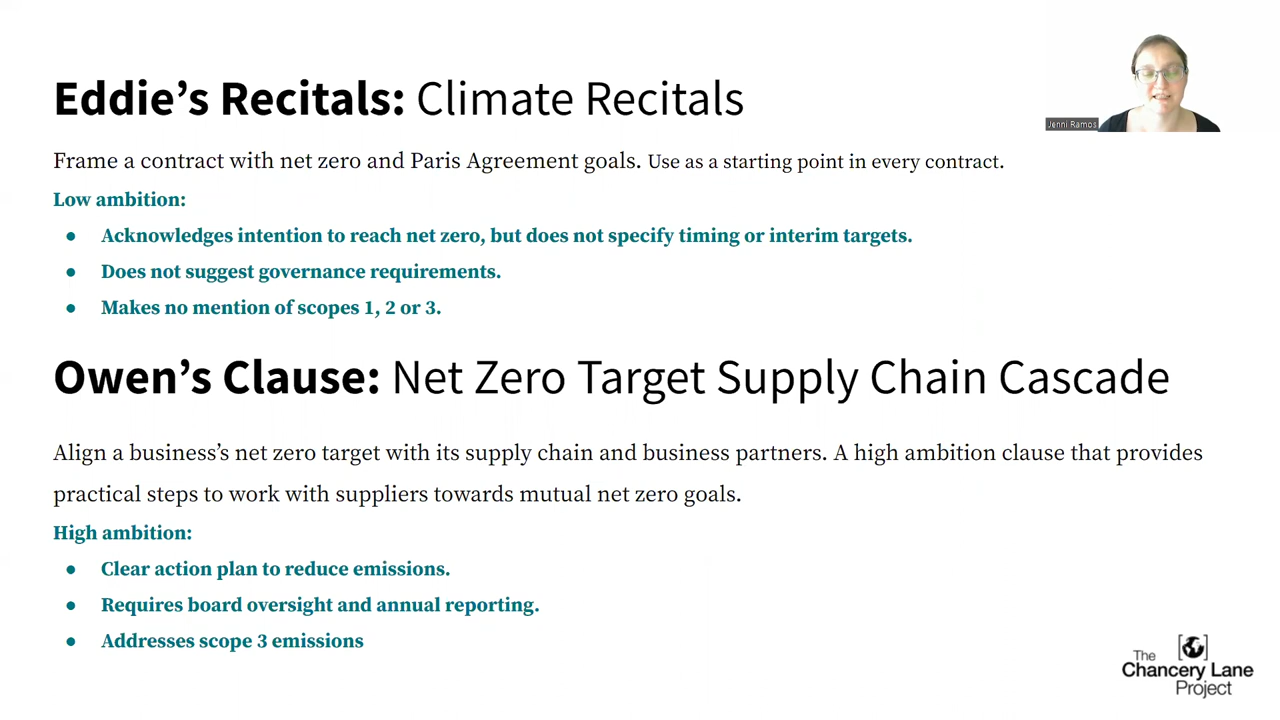 Eddie’s Recitals: Climate Recitals
Jenni Ramos
Frame a contract with net zero and Paris Agreement goals. Use as a starting point in every contract.
Low ambition:
● Acknowledges intention to reach net zero, but does not specify timing or interim targets.
● Does not suggest governance requirements.
● Makes no mention of scopes 1, 2 or 3.
Owen’s Clause: Net Zero Target Supply Chain Cascade
Align a business’s net zero target with its supply chain and business partners. A high ambition clause that provides
practical steps to work with suppliers towards mutual net zero goals.
High ambition:
● Clear action plan to reduce emissions.
● Requires board oversight and annual reporting.
● Addresses scope 3 emissions
The
Chancery Lane
Project